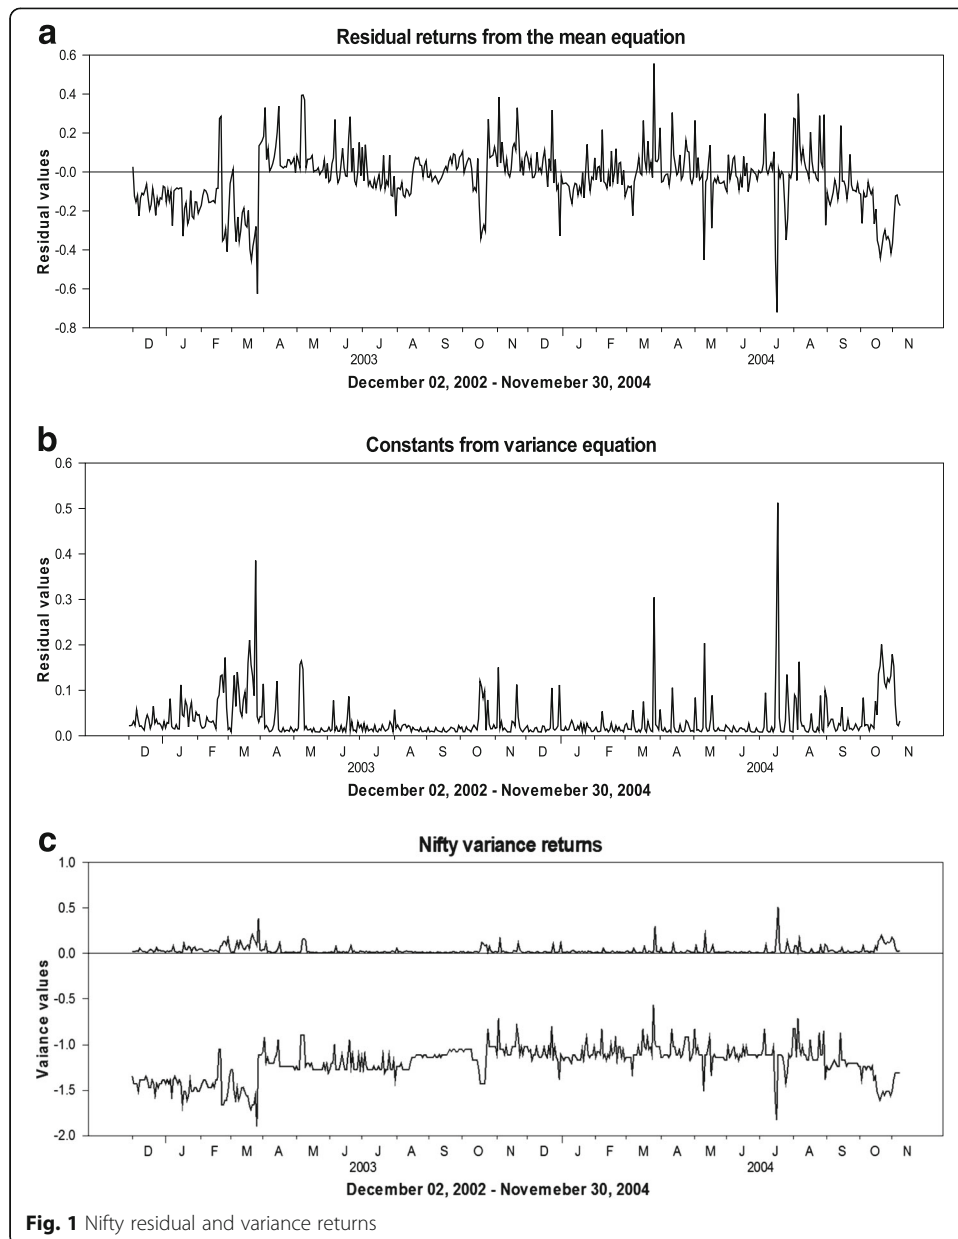 a
Residual returns from the mean equation
Residual values
0.6
0.4
0.2
-0.0
-0.2
-0.4
-0.6
-0.8
D J F M A M J J A S O N D J F M A M J J A S O N
2003 2004
December 02, 2002 - Novemeber 30, 2004
b
Constants from variance equation
Residual values
0.6
0.5
0.4
0.3
0.2
0.1
0.0
D J F M A M J J A S O N D J F M A M J J A S O N
2003 2004
December 02, 2002 - Novemeber 30, 2004
c
Nifty variance returns
Vaiance values
1.0
0.5
0.0
-0.5
-1.0
-1.5
-2.0
D J F M A M J J A S O N D J F M A M J J A S O N
2003 2004
December 02, 2002 - Novemeber 30, 2004
Fig. 1 Nifty residual and variance returns